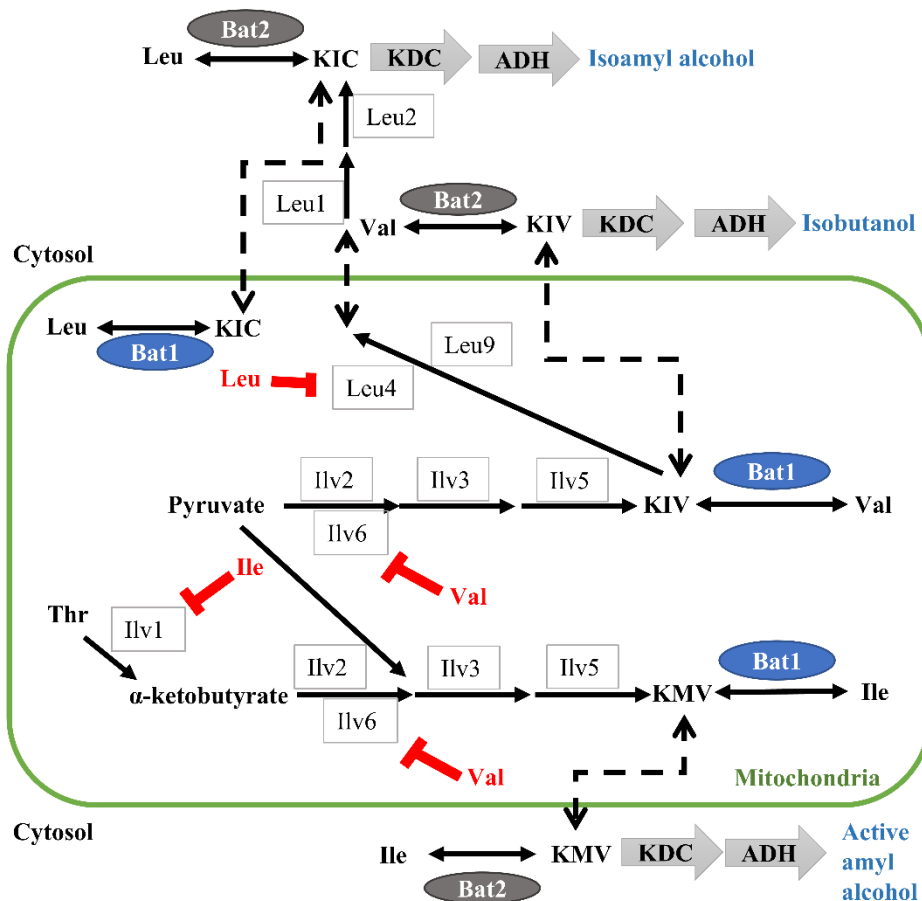 Bat2
Leu
KIC
KDC
ADH
Isoamyl alcohol
Leu2
Leu1
Bat2
Val
KIV
KDC
ADH
Isobutanol
Cytosol
Leu
KIC
Bat1
Leu9
Leu
Leu4
Ilv2
Ilv3
Ilv5
Bat1
Pyruvate
KIV
Val
Ilv6
Ile
Val
Thr
Ilv1
Ilv2
Ilv3
Ilv5
Bat1
α-ketobutyrate
KMV
Ile
Ilv6
Val
Mitochondria
Cytosol
Ile
KMV
KDC
ADH
Active
amyl
alcohol
Bat2